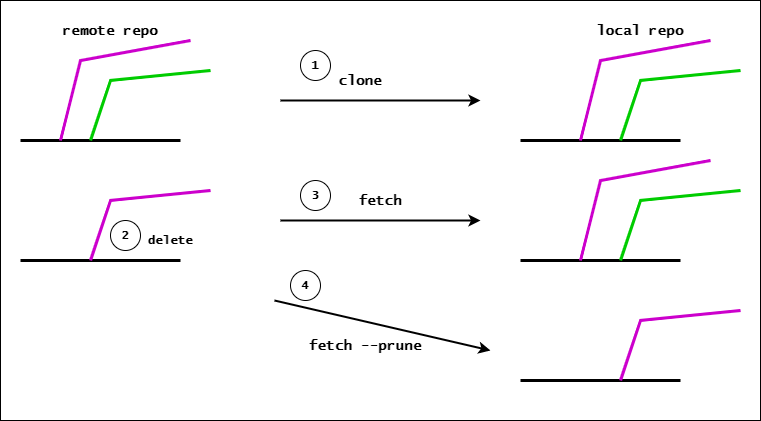 remote repo
local repo
1
clone
3
fetch
2
delete
4
fetch --prune